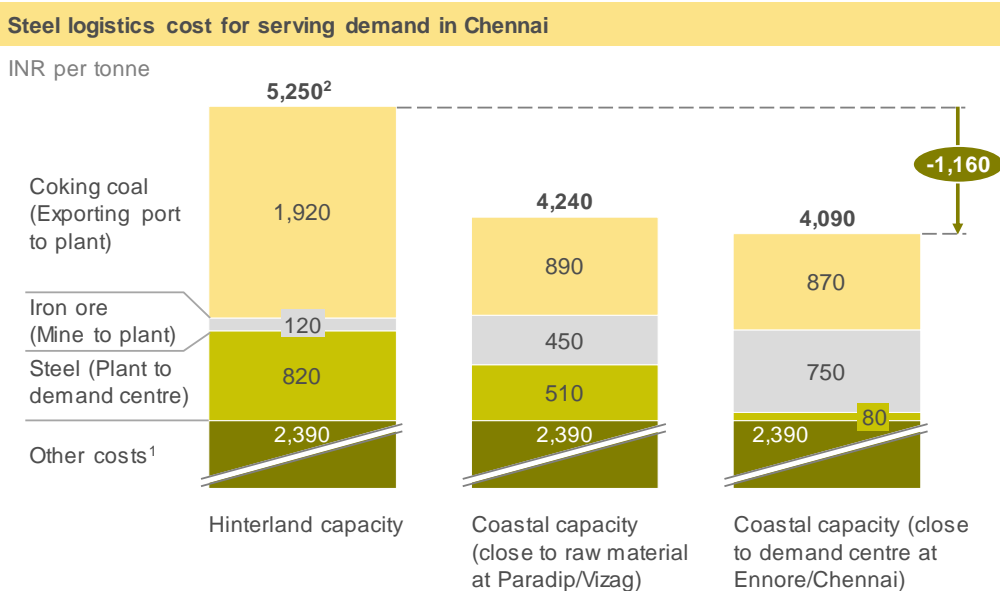 Steel logistics cost for serving demand in Chennai
INR per tonne
5,250²
-1,160
4,240
4,090
Coking coal
(Exporting port
to plant)
1,920
890
870
Iron ore
(Mine to plant)
120
450
750
Steel (Plant to
demand centre)
820
510
80
Other costs¹
2,390
2,390
2,390
Hinterland capacity
Coastal capacity
(close to raw material
at Paradip/Vizag)
Coastal capacity (close
to demand centre at
Ennore/Chennai)